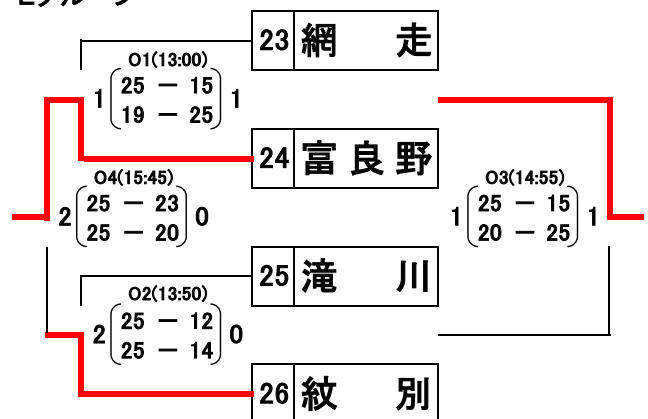 Eグループ
23 網 走
O1(13:00)
1 25 － 15 1
19 － 25
24 富 良 野
O4(15:45)
2 25 － 23 0
25 － 20
O3(14:55)
1 25 － 15 1
20 － 25
25 滝 川
O2(13:50)
2 25 － 12 0
25 － 14
26 紋 別